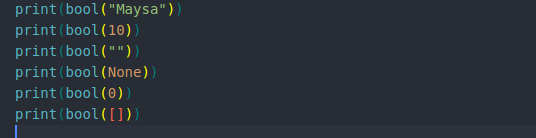 print(bool("Maysa"))
print(bool(10))
print(bool(""))
print(bool(None))
print(bool(0))
print(bool([]))